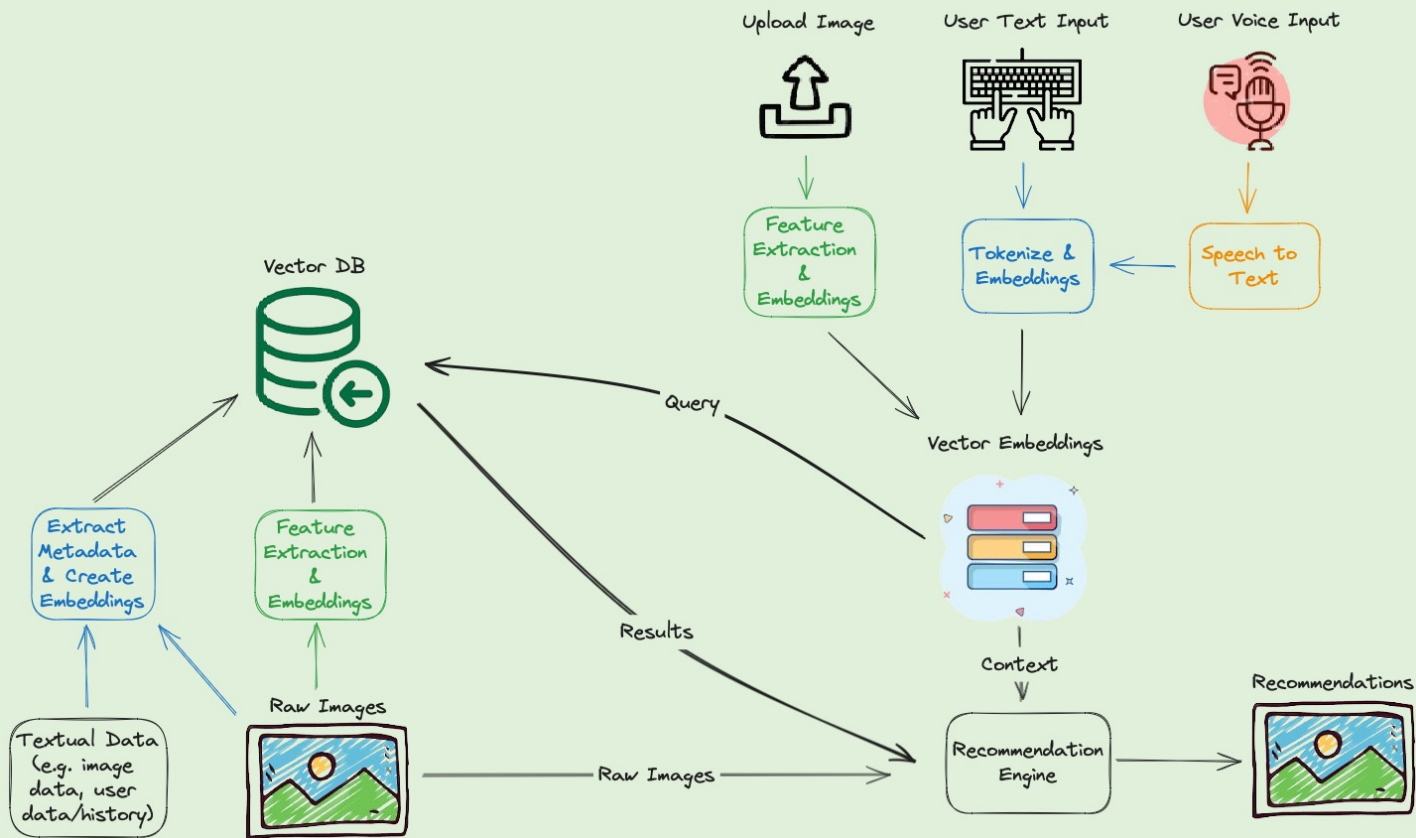 Upload Image
User Text Input
User Voice Input
Feature
Extraction
&
Embeddings
Tokenize &
Embeddings
Speech to
Text
Vector DB
Query
Vector Embeddings
Extract
Metadata
& Create
Embeddings
Feature
Extraction
&
Embeddings
Results
Context
Raw Images
Recommendations
Textual Data
(e.g. image
data, user
data/history)
Raw Images
Recommendation
Engine